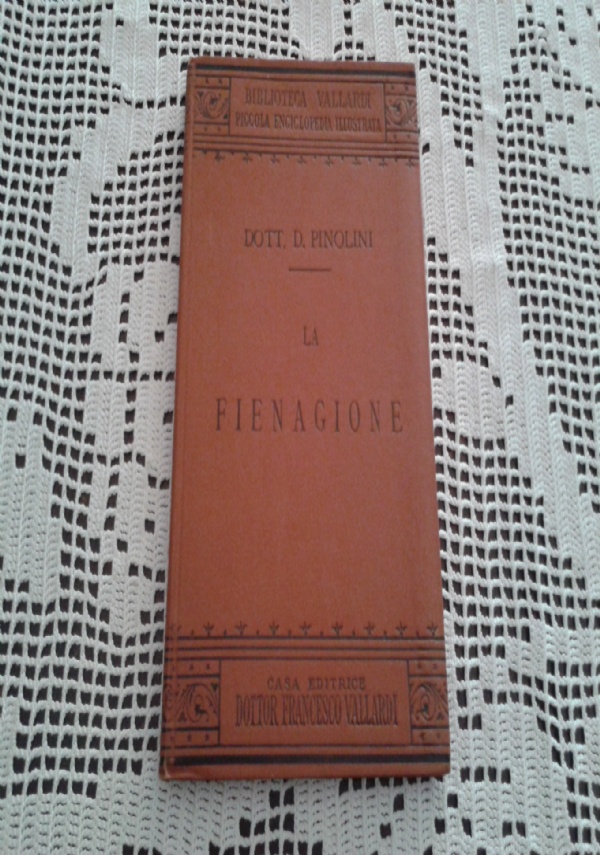 BIBLIOTECA VALLARDI
PICCOLA ENCICLOPEDIA ILLUSTRATA
DOTT. D. PINOLINI
LA
FIENAGIONE
CASA EDITRICE
DOTTOR FRANCESCO VALLARDI